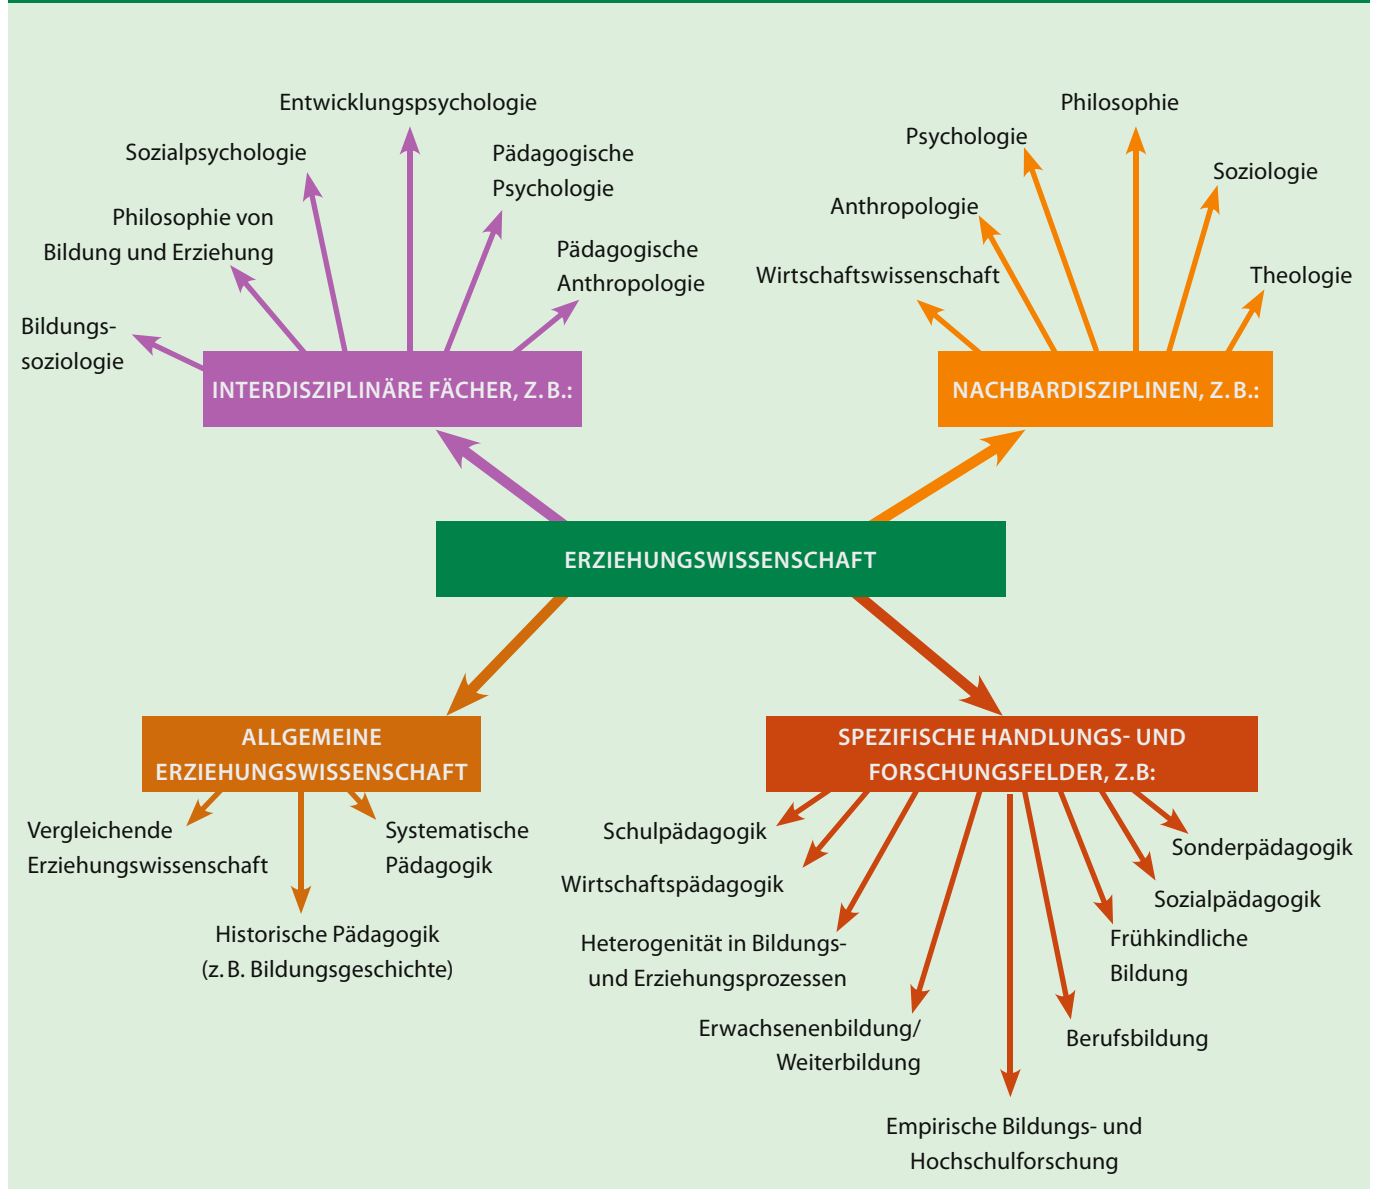 Entwicklungspsychologie
Sozialpsychologie
Pädagogische
Psychologie
Philosophie von
Bildung und Erziehung
Pädagogische
Anthropologie
Bildungs-
soziologie
INTERDISZIPLINÄRE FÄCHER, Z. B.:
Philosophie
Psychologie
Soziologie
Anthropologie
Wirtschaftswissenschaft
Theologie
NACHBARDISZIPLINEN, Z. B.:
ERZIEHUNGSWISSENSCHAFT
ALLGEMEINE
ERZIEHUNGSWISSENSCHAFT
Vergleichende
Erziehungswissenschaft
Systematische
Pädagogik
Historische Pädagogik
(z. B. Bildungsgeschichte)
SPEZIFISCHE HANDLUNGS- UND
FORSCHUNGSFELDER, Z.B:
Schulpädagogik
Wirtschaftspädagogik
Heterogenität in Bildungs-
und Erziehungsprozessen
Erwachsenenbildung/
Weiterbildung
Empirische Bildungs- und
Hochschulforschung
Berufsbildung
Frühkindliche
Bildung
Sozialpädagogik
Sonderpädagogik